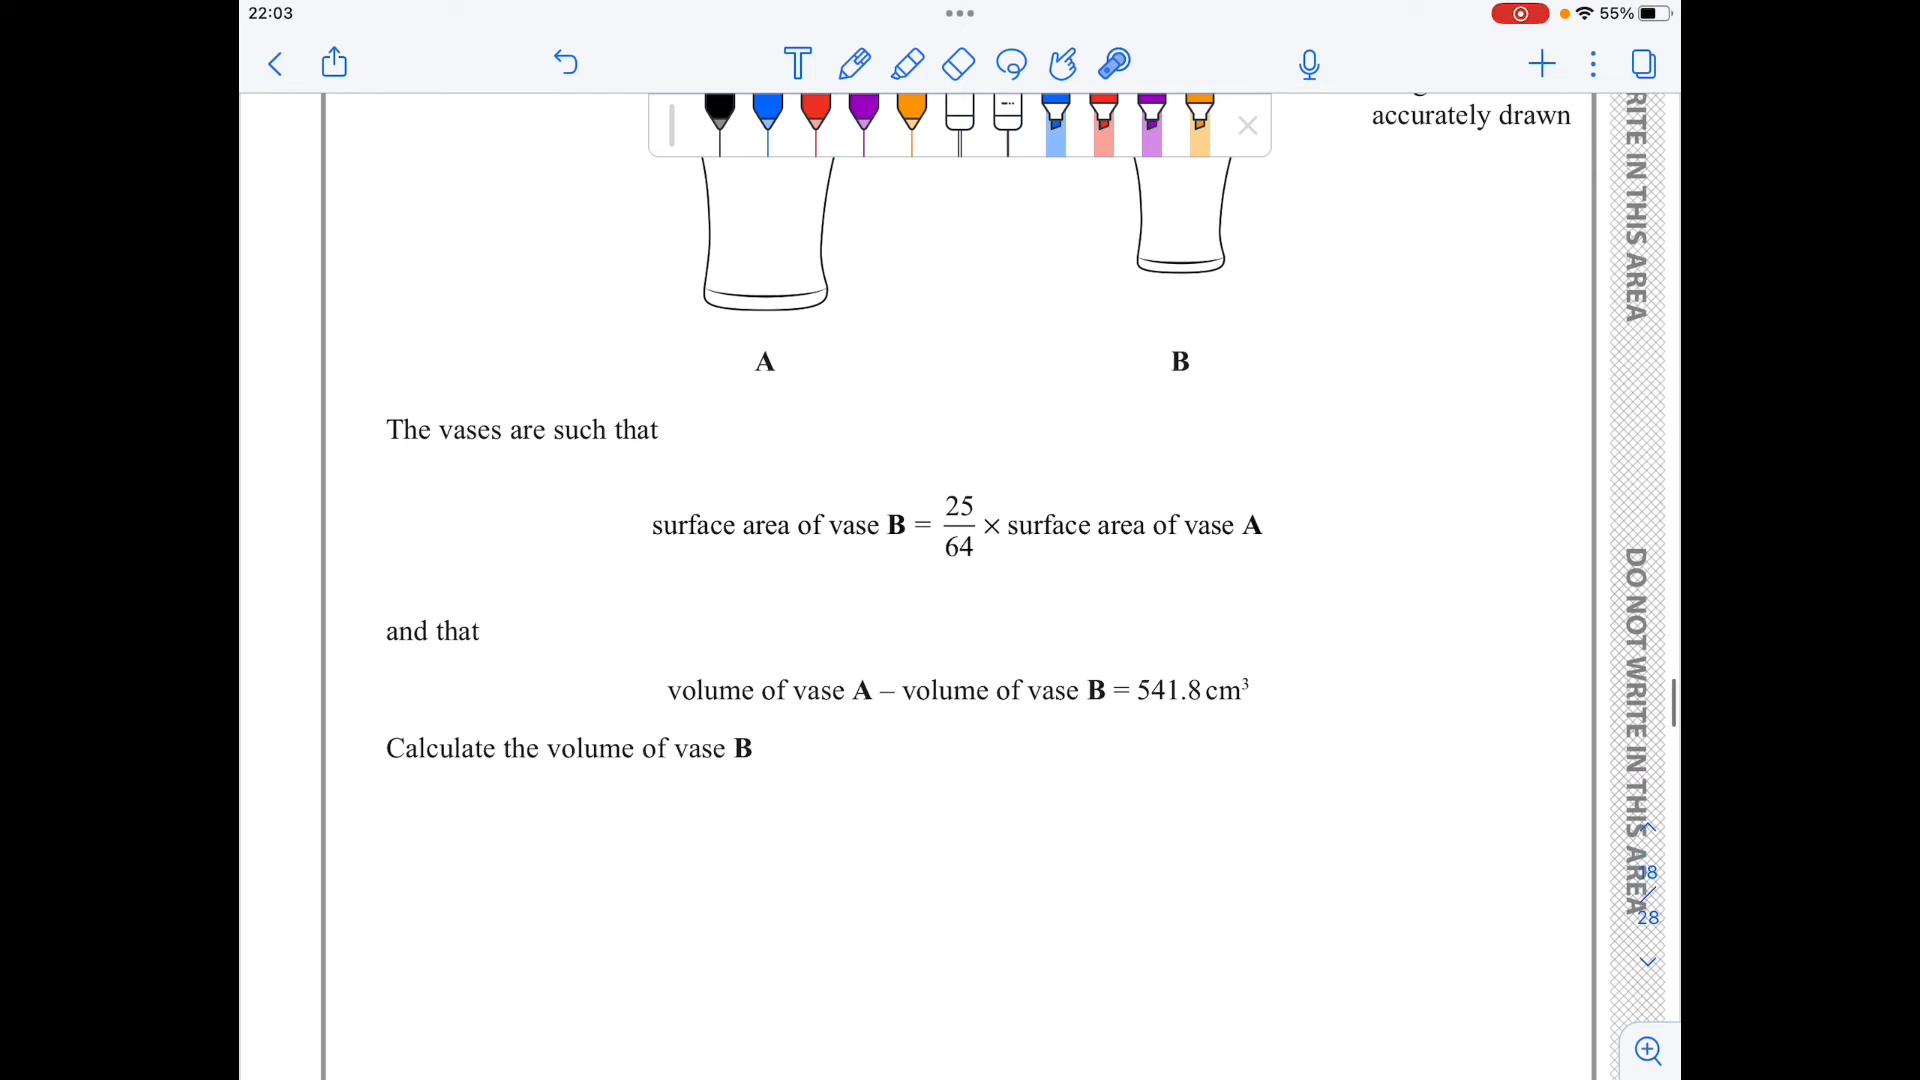 22:03
55%
accurately drawn
A
B
The vases are such that
surface area of vase B = 25/64 × surface area of vase A
and that
volume of vase A – volume of vase B = 541.8 cm³
Calculate the volume of vase B
RITE IN THIS AREA
DO NOT WRITE IN THIS AREA
18
28